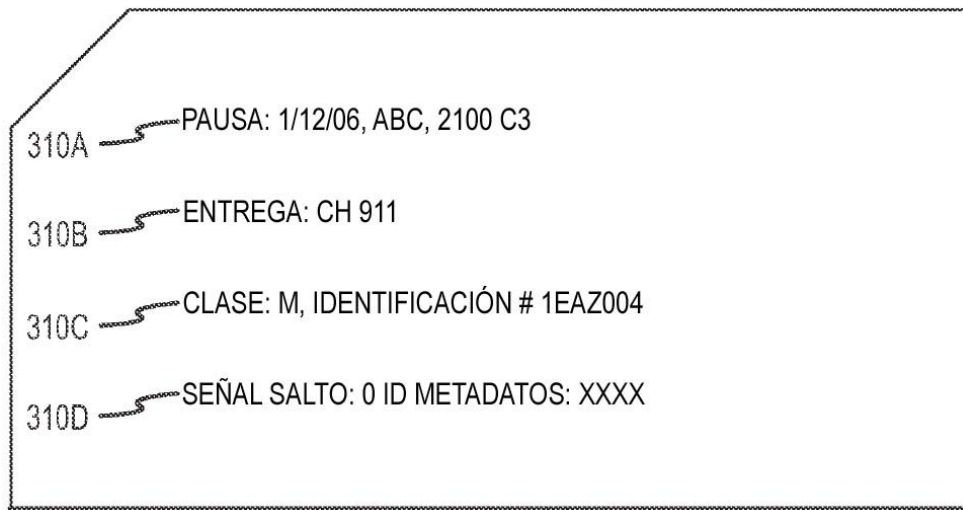 310A PAUSA: 1/12/06, ABC, 2100 C3
310B ENTREGA: CH 911
310C CLASE: M, IDENTIFICACIÓN # 1EAZ004
310D SEÑAL SALTO: 0 ID METADATOS: XXXX